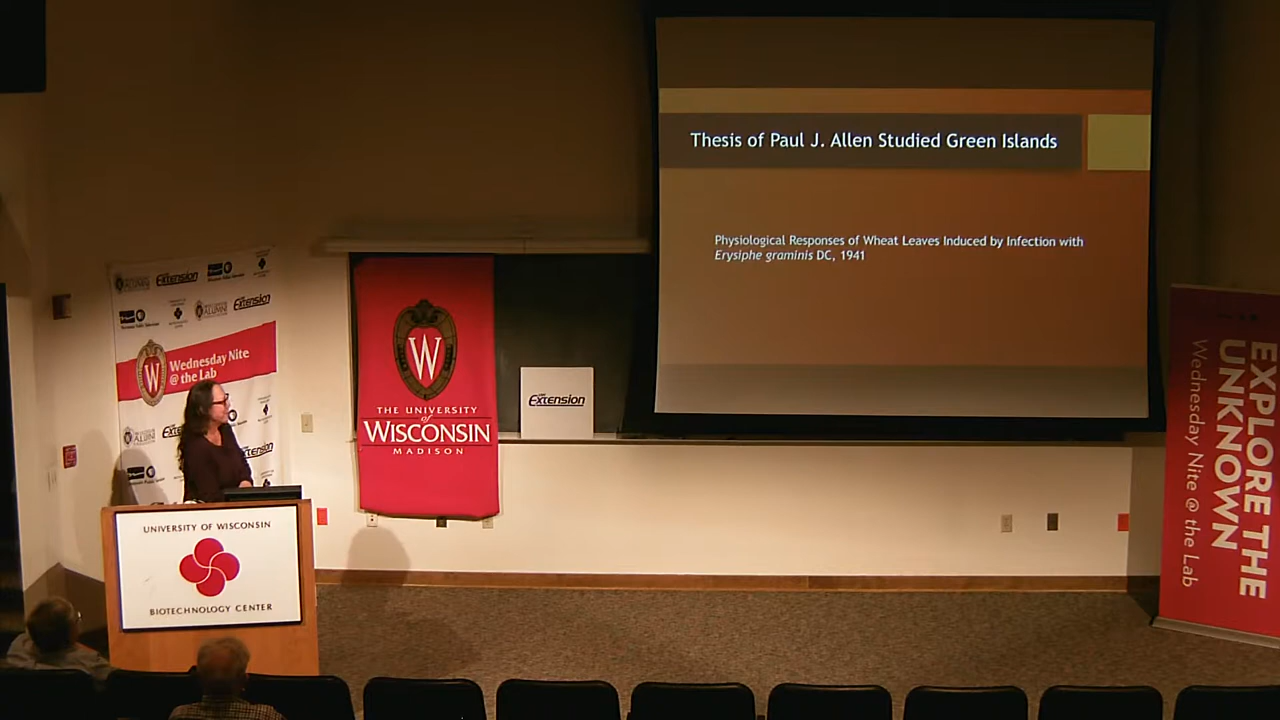 Thesis of Paul J. Allen Studied Green Islands
Physiological Responses of Wheat Leaves Induced by Infection with
Erysiphe graminis DC, 1941
Extension
Extension
Wednesday Nite
@ the Lab
W
W
THE UNIVERSITY
of
WISCONSIN
MADISON
Extension
UNIVERSITY OF WISCONSIN
BIOTECHNOLOGY CENTER
EXPLORE THE
UNKNOWN
Wednesday Nite @ the Lab